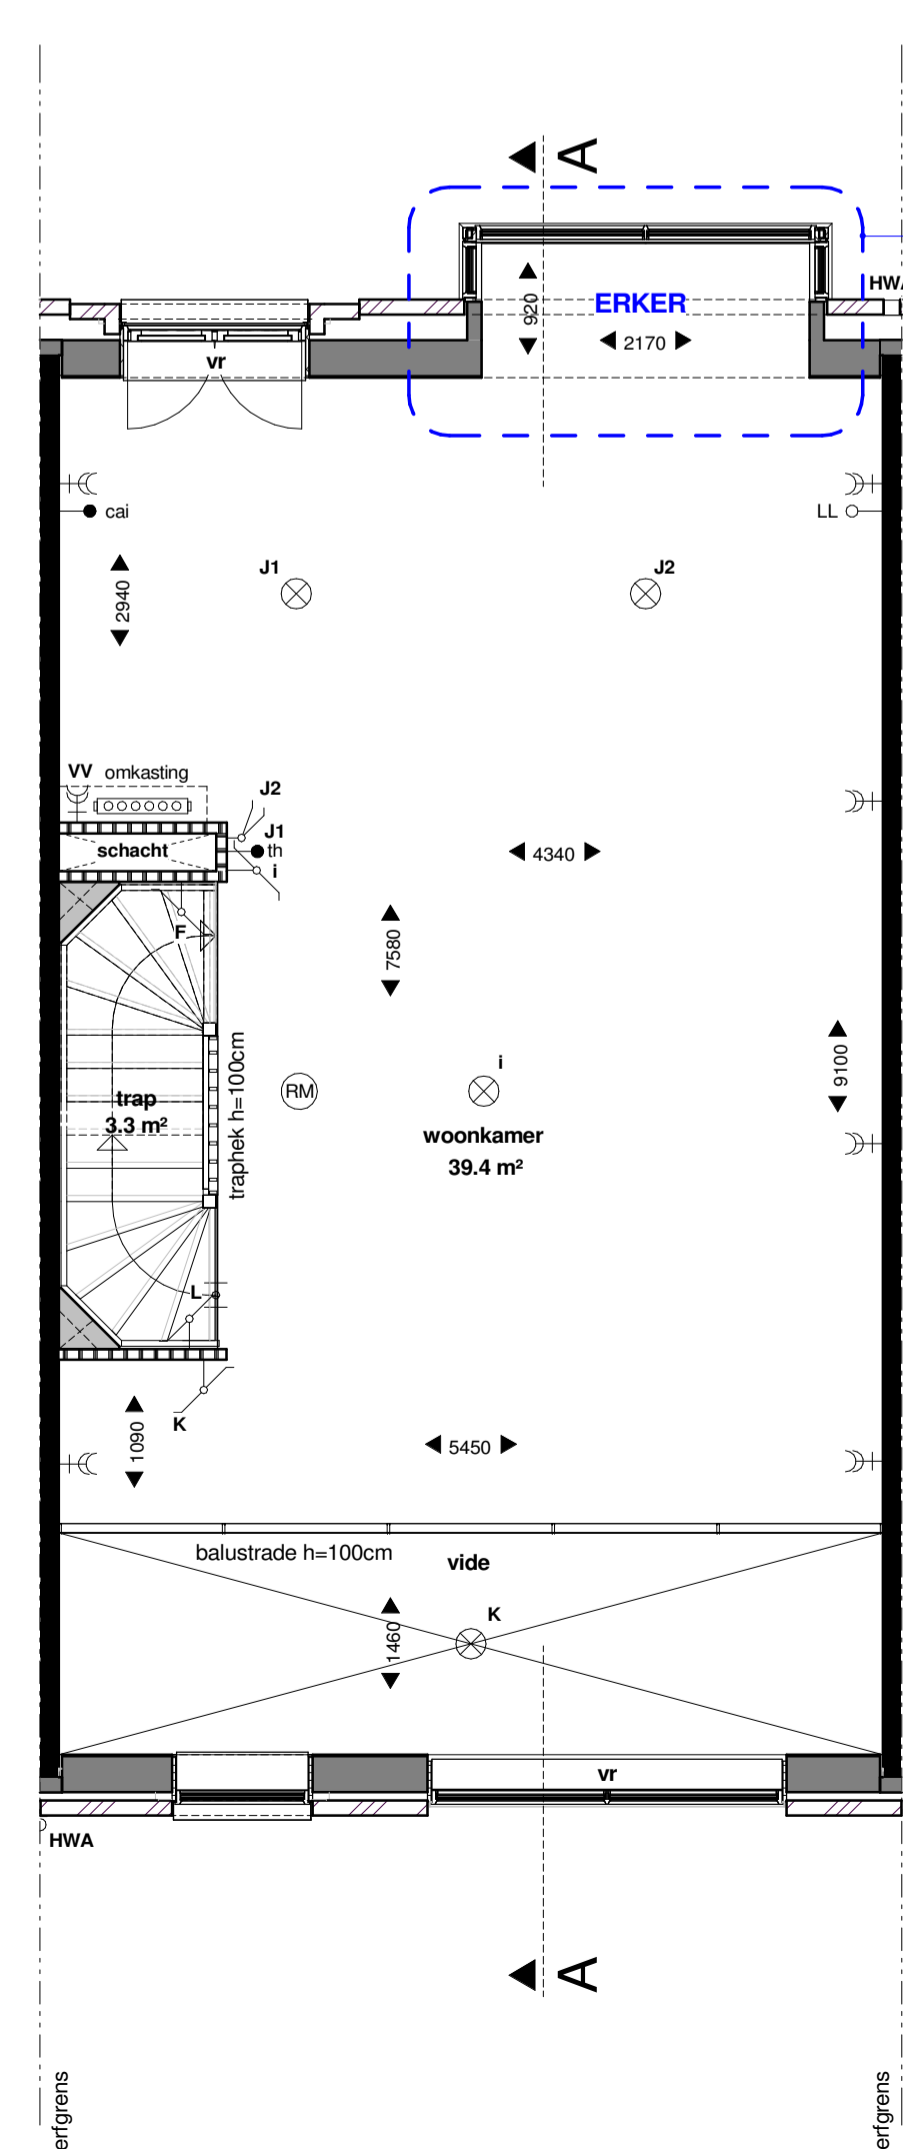 A
HWA
ERKER
920
2170
vr
cai
LL
J1
J2
2940
VV
omkasting
J2
J1
schacht
th
i
4340
F
7580
traphek h=100cm
9100
i
RM
trap
3.3 m²
woonkamer
39.4 m²
L
K
1090
5450
balustrade h=100cm
vide
K
1460
vr
HWA
A
erfgrens
erfgrens